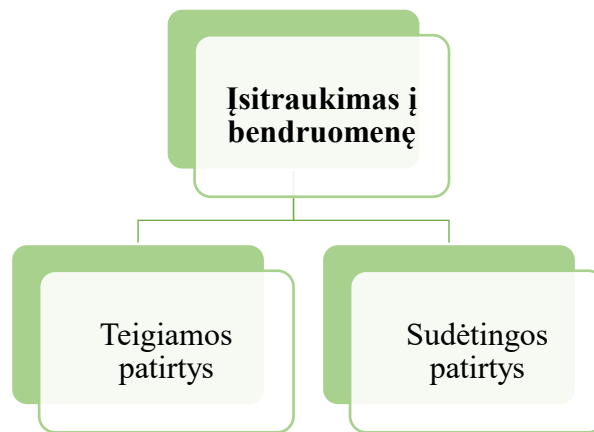 Įsitraukimas į
bendruomenę
Teigiamos
patirtys
Sudėtingos
patirtys